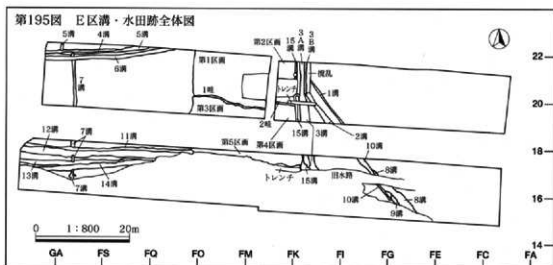 第195図 E区溝・水田跡全体図
5溝 4溝 5溝
6溝
7溝
第1区画
第2区画
15溝 3A溝 3B溝
撹乱
1溝
トレンチ
1畦
第3区画
2畦
第4区画
15溝 3溝 2溝
12溝 7溝 11溝
第5区画
10溝
8溝
13溝 14溝
7溝
トレンチ 15溝 旧水路
10溝 8溝
9溝
22
20
18
16
14
0 1:800 20m
GA FS FQ FO FM FK FI FG FE FC FA